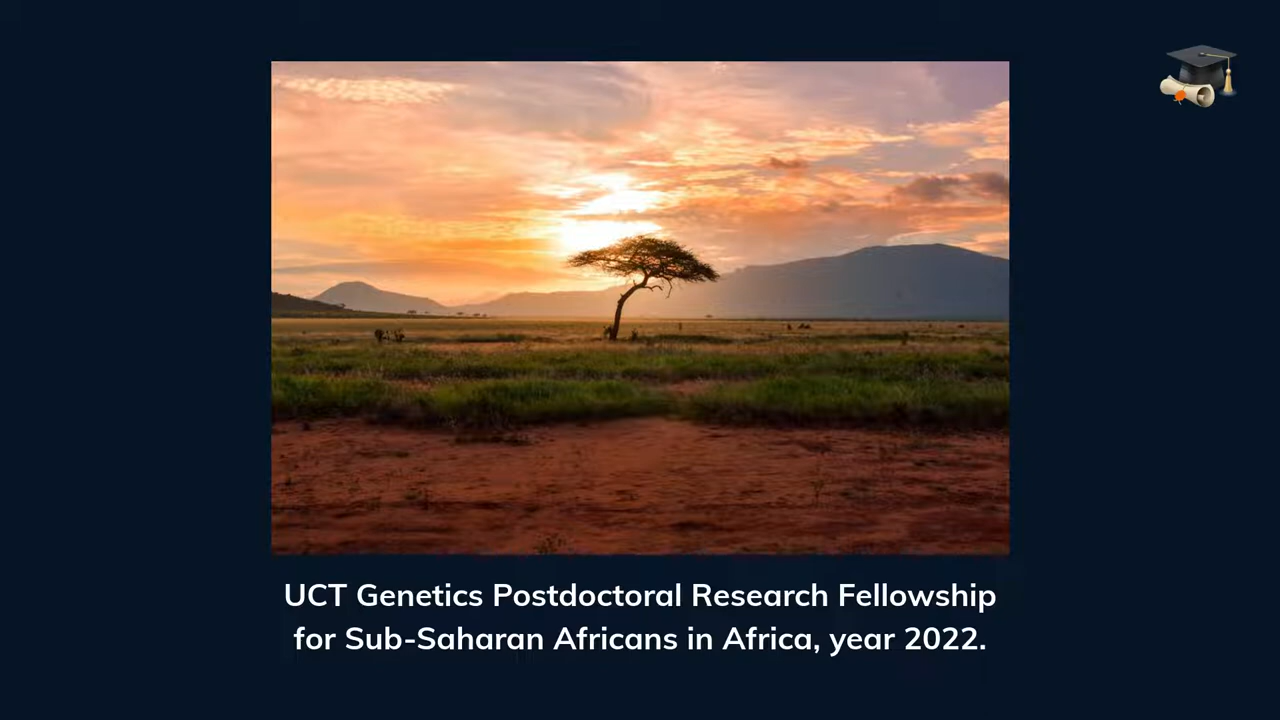 UCT Genetics Postdoctoral Research Fellowship
for Sub-Saharan Africans in Africa, year 2022.